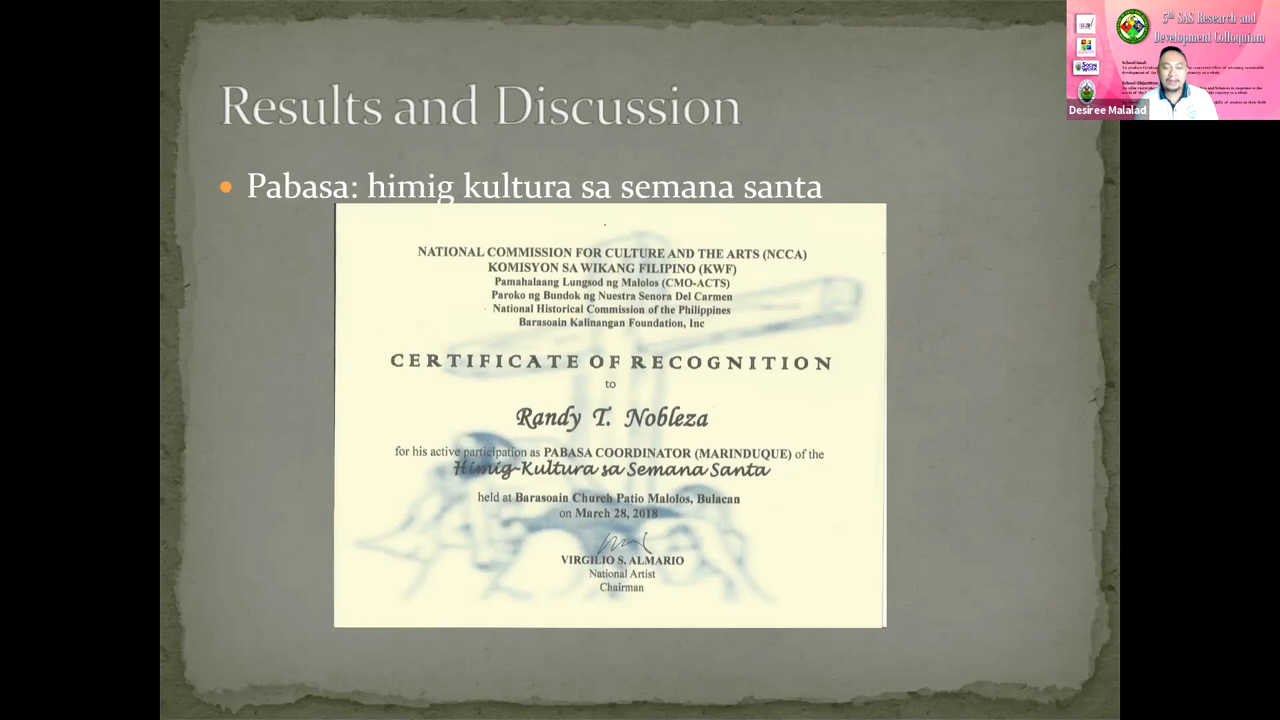 Results and Discussion
Pabasa: himig kultura sa semana santa
NATIONAL COMMISSION FOR CULTURE AND THE ARTS (NCCA)
KOMISYON SA WIKANG FILIPINO (KWF)
Pamahalaang Lungsod ng Malolos (CMO-ACTS)
Paroko ng Bundok ng Nuestra Senora Del Carmen
National Historical Commission of the Philippines
Barasoain Kalinangan Foundation, Inc
CERTIFICATE OF RECOGNITION
to
Randy T. Nobleza
for his active participation as PABASA COORDINATOR (MARINDUQUE) of the
Himig-Kultura sa Semana Santa
held at Barasoain Church Patio Malolos, Bulacan
on March 28, 2018
VIRGILIO S. ALMARIO
National Artist
Chairman
5th SAS Research and
Development Colloquium
School Goal:
School Objectives:
Desiree Malalad